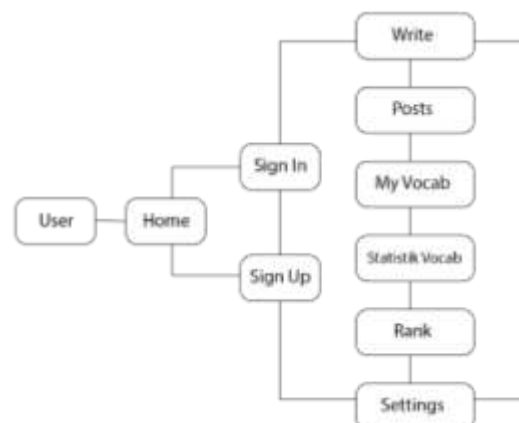 User
Home
Sign In
Sign Up
Write
Posts
My Vocab
Statistik Vocab
Rank
Settings